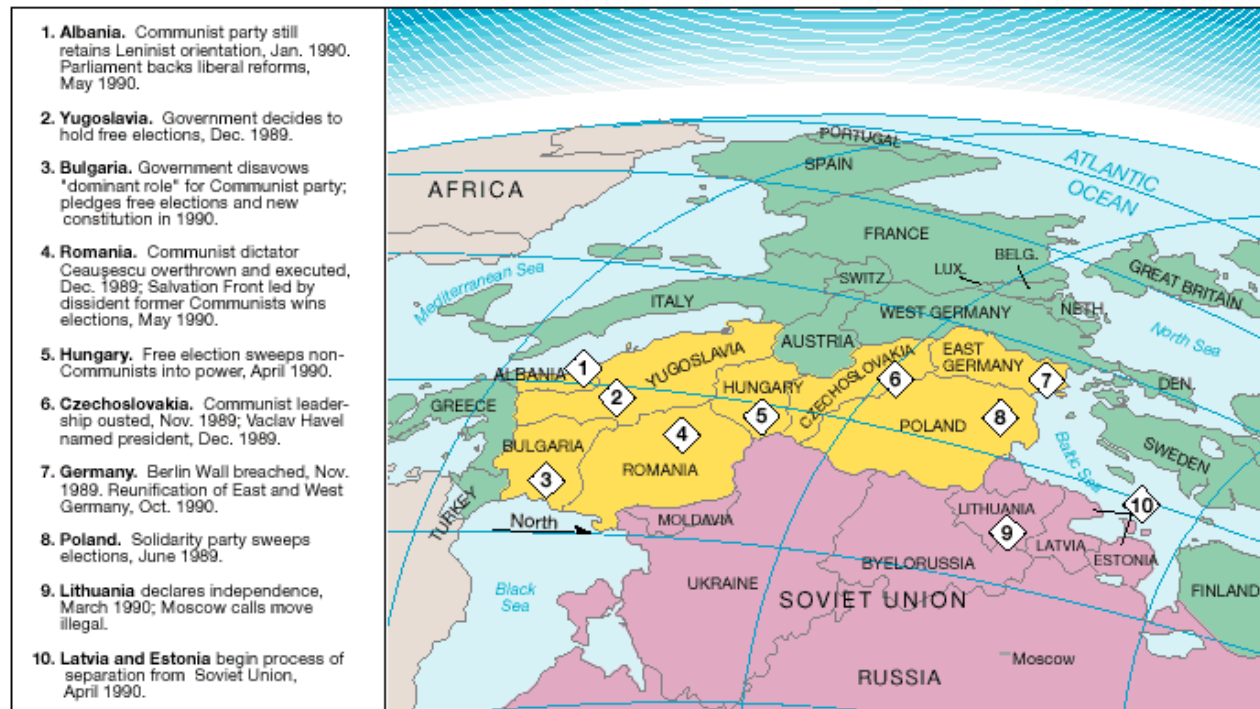 1. Albania. Communist party still
retains Leninist orientation, Jan. 1990.
Parliament backs liberal reforms,
May 1990.
2. Yugoslavia. Government decides to
hold free elections, Dec. 1989.
3. Bulgaria. Government disavows
"dominant role" for Communist party;
pledges free elections and new
constitution in 1990.
4. Romania. Communist dictator
Ceauşescu overthrown and executed,
Dec. 1989; Salvation Front led by
dissident former Communists wins
elections, May 1990.
5. Hungary. Free election sweeps non-
Communists into power, April 1990.
6. Czechoslovakia. Communist leader-
ship ousted, Nov. 1989; Vaclav Havel
named president, Dec. 1989.
7. Germany. Berlin Wall breached, Nov.
1989. Reunification of East and West
Germany, Oct. 1990.
8. Poland. Solidarity party sweeps
elections, June 1989.
9. Lithuania declares independence,
March 1990; Moscow calls move
illegal.
10. Latvia and Estonia begin process of
separation from Soviet Union,
April 1990.
PORTUGAL
SPAIN
ATLANTIC
OCEAN
AFRICA
FRANCE
BELG.
LUX.
SWITZ
GREAT BRITAIN
Mediterranean Sea
ITALY
WEST GERMANY
NETH.
North Sea
AUSTRIA
YUGOSLAVIA
CZECHOSLOVAKIA
EAST
GERMANY
ALBANIA
1
HUNGARY
6
7
DEN.
2
GREECE
5
8
POLAND
4
BULGARIA
ROMANIA
Baltic Sea
SWEDEN
3
TURKEY
North
MOLDAVIA
LITHUANIA
10
9
LATVIA
ESTONIA
BYELORUSSIA
UKRAINE
Black
Sea
SOVIET UNION
FINLAND
Moscow
RUSSIA